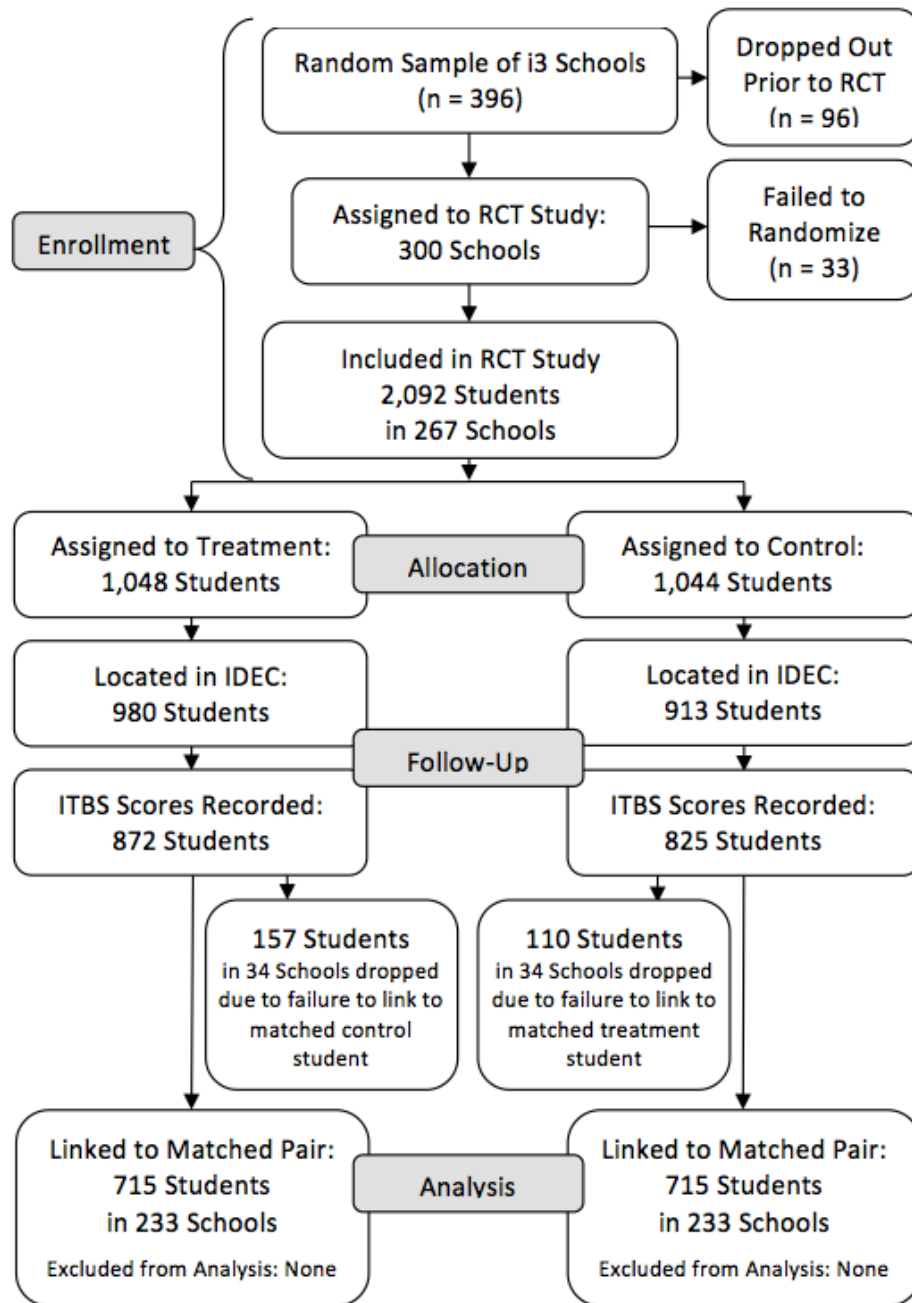 Random Sample of i3 Schools
(n = 396)
Dropped Out
Prior to RCT
(n = 96)
Assigned to RCT Study:
300 Schools
Failed to
Randomize
(n = 33)
Enrollment
Included in RCT Study
2,092 Students
in 267 Schools
Assigned to Treatment:
1,048 Students
Allocation
Assigned to Control:
1,044 Students
Located in IDEC:
980 Students
Located in IDEC:
913 Students
Follow-Up
ITBS Scores Recorded:
872 Students
ITBS Scores Recorded:
825 Students
157 Students
in 34 Schools dropped
due to failure to link to
matched control
student
110 Students
in 34 Schools dropped
due to failure to link to
matched treatment
student
Linked to Matched Pair:
715 Students
in 233 Schools
Excluded from Analysis: None
Analysis
Linked to Matched Pair:
715 Students
in 233 Schools
Excluded from Analysis: None